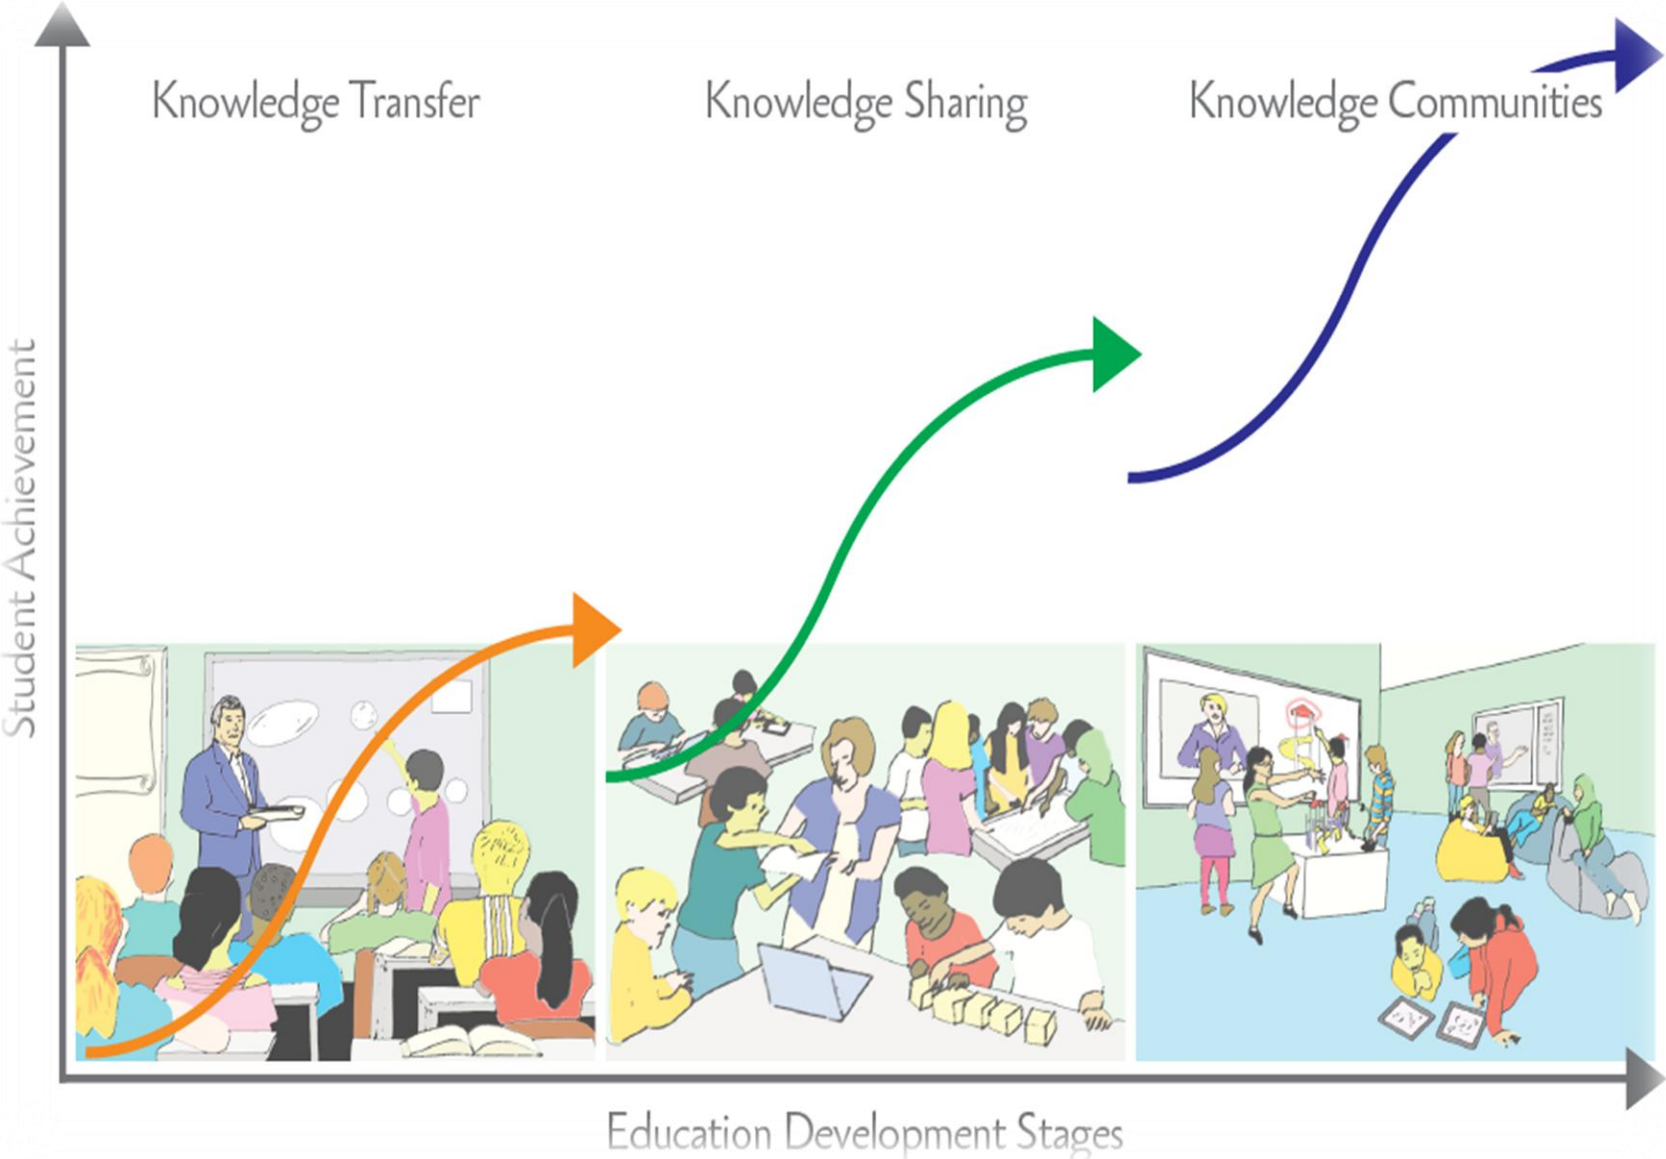 Knowledge Transfer
Knowledge Sharing
Knowledge Communities
Student Achievement
Education Development Stages